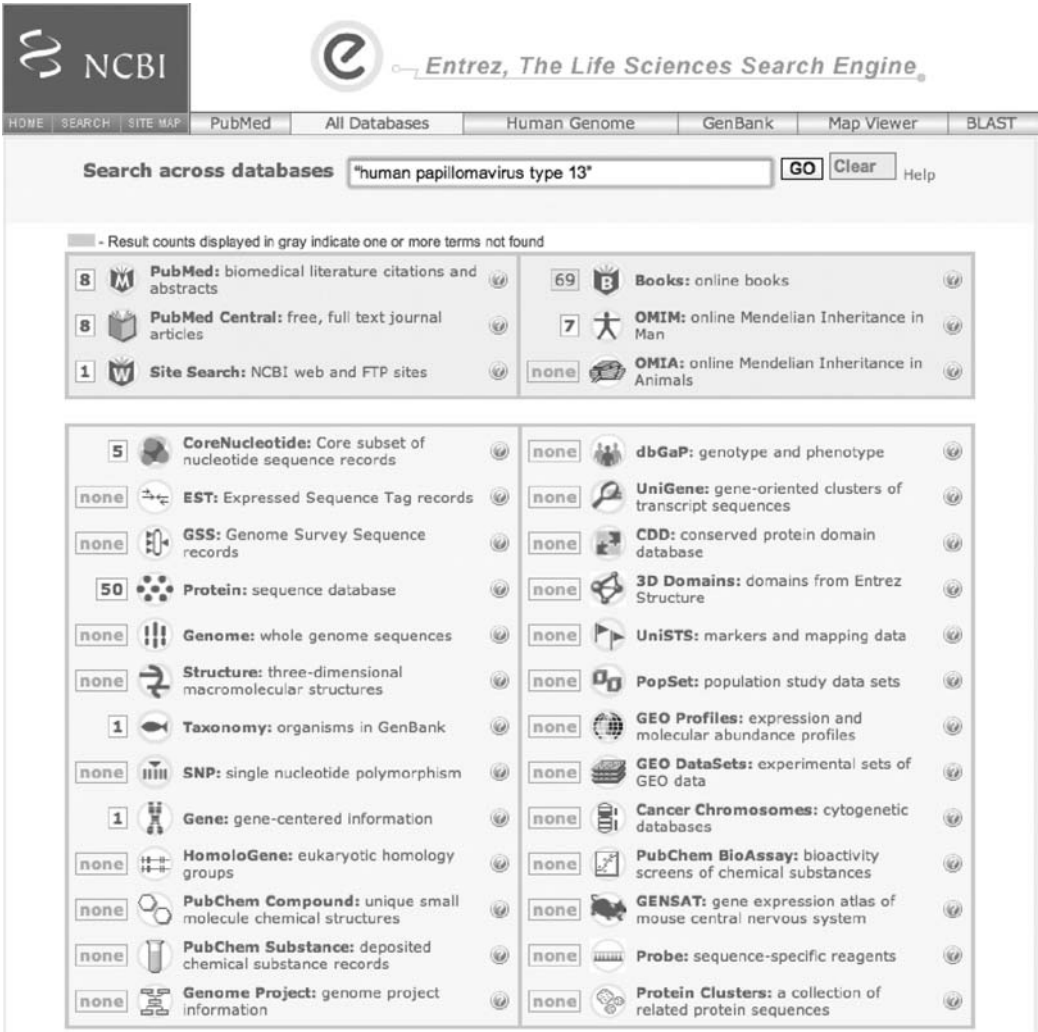 NCBI
e
Entrez, The Life Sciences Search Engine
HOME SEARCH SITE MAP PubMed All Databases Human Genome GenBank Map Viewer BLAST
Search across databases "human papillomavirus type 13" GO Clear Help
- Result counts displayed in gray indicate one or more terms not found
8 PubMed: biomedical literature citations and
abstracts
8 PubMed Central: free, full text journal
articles
1 Site Search: NCBI web and FTP sites
69 Books: online books
7 OMIM: online Mendelian Inheritance in
Man
none OMIA: online Mendelian Inheritance in
Animals
5 CoreNucleotide: Core subset of
nucleotide sequence records
none EST: Expressed Sequence Tag records
none GSS: Genome Survey Sequence
records
50 Protein: sequence database
none Genome: whole genome sequences
none Structure: three-dimensional
macromolecular structures
1 Taxonomy: organisms in GenBank
none SNP: single nucleotide polymorphism
1 Gene: gene-centered information
none HomoloGene: eukaryotic homology
groups
none PubChem Compound: unique small
molecule chemical structures
none PubChem Substance: deposited
chemical substance records
none Genome Project: genome project
information
none dbGaP: genotype and phenotype
none UniGene: gene-oriented clusters of
transcript sequences
none CDD: conserved protein domain
database
none 3D Domains: domains from Entrez
Structure
none UniSTS: markers and mapping data
none PopSet: population study data sets
none GEO Profiles: expression and
molecular abundance profiles
none GEO DataSets: experimental sets of
GEO data
none Cancer Chromosomes: cytogenetic
databases
none PubChem BioAssay: bioactivity
screens of chemical substances
none GENSAT: gene expression atlas of
mouse central nervous system
none Probe: sequence-specific reagents
none Protein Clusters: a collection of
related protein sequences